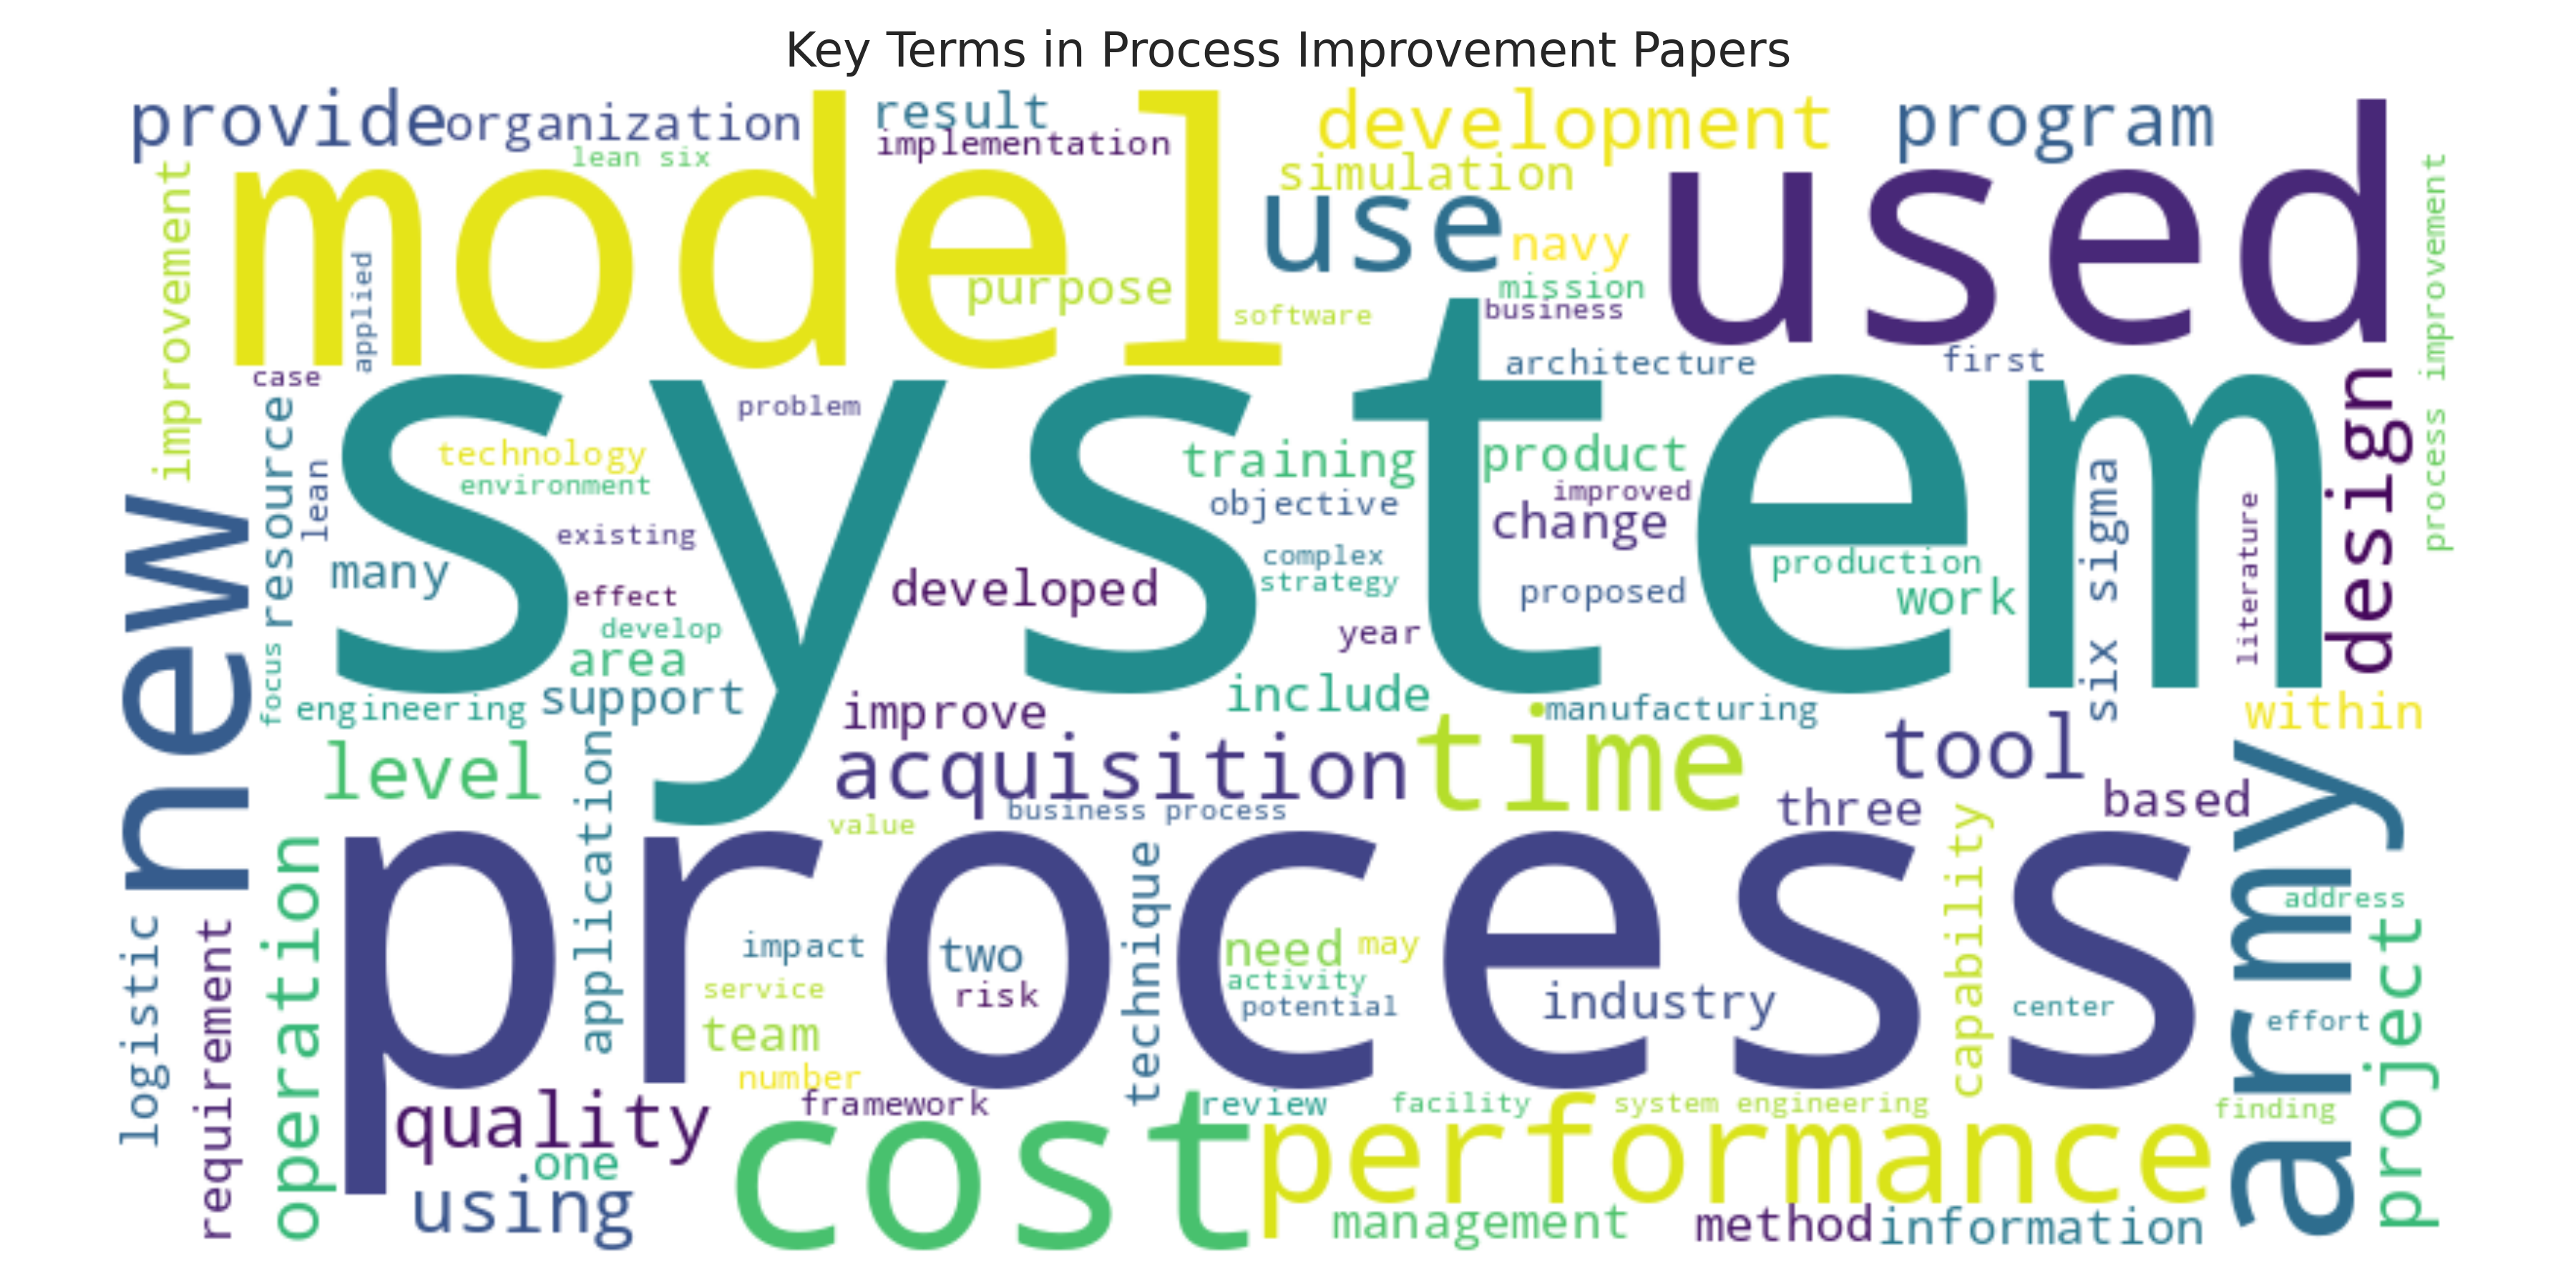 Key Terms in Process Improvement Papers
provide
organization
lean six
result
implementation
development
simulation
program
model
used
use
navy
mission
business
purpose
software
applied
improvement
process improvement
architecture
first
case
problem
system
technology
environment
existing
resource
lean
many
effect
develop
area
support
focus
engineering
developed
training
objective
complex
strategy
year
include
product
improved
change
proposed
production
work
six sigma
literature
design
new
improve
manufacturing
within
level
application
acquisition
time
tool
business process
value
three
based
army
process
operation
logistic
requirement
impact
two
risk
service
team
number
technique
need
may
activity
potential
industry
capability
center
address
effort
project
quality
one
using
framework
cost
review
facility
system engineering
finding
performance
management
method
information